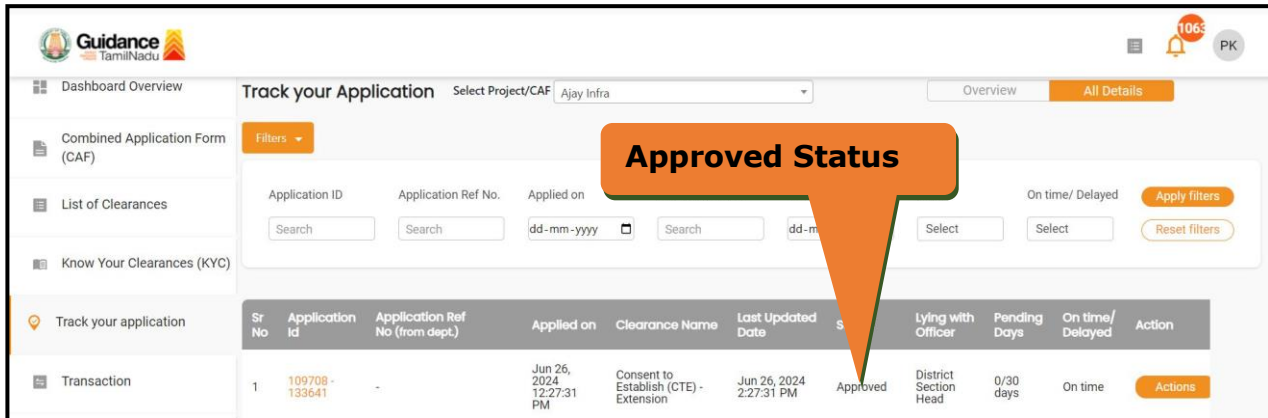 Guidance
TamilNadu
1063
PK
Dashboard Overview
Track your Application Select Project/CAF Ajay Infra Overview All Details
Combined Application Form
(CAF)
Filters
Approved Status
List of Clearances
Application ID Application Ref No. Applied on On time/ Delayed Apply filters
Search Search dd-mm-yyyy Search dd-m Select Select Reset filters
Know Your Clearances (KYC)
Track your application
Sr
No
Application
Id
Application Ref
No (from dept.)
Applied on
Clearance Name
Last Updated
Date
S
Lying with
Officer
Pending
Days
On time/
Delayed
Action
Transaction
1
109708 -
133641
-
Jun 26,
2024
12:27:31
PM
Consent to
Establish (CTE) -
Extension
Jun 26, 2024
2:27:31 PM
Approved
District
Section
Head
0/30
days
On time
Actions